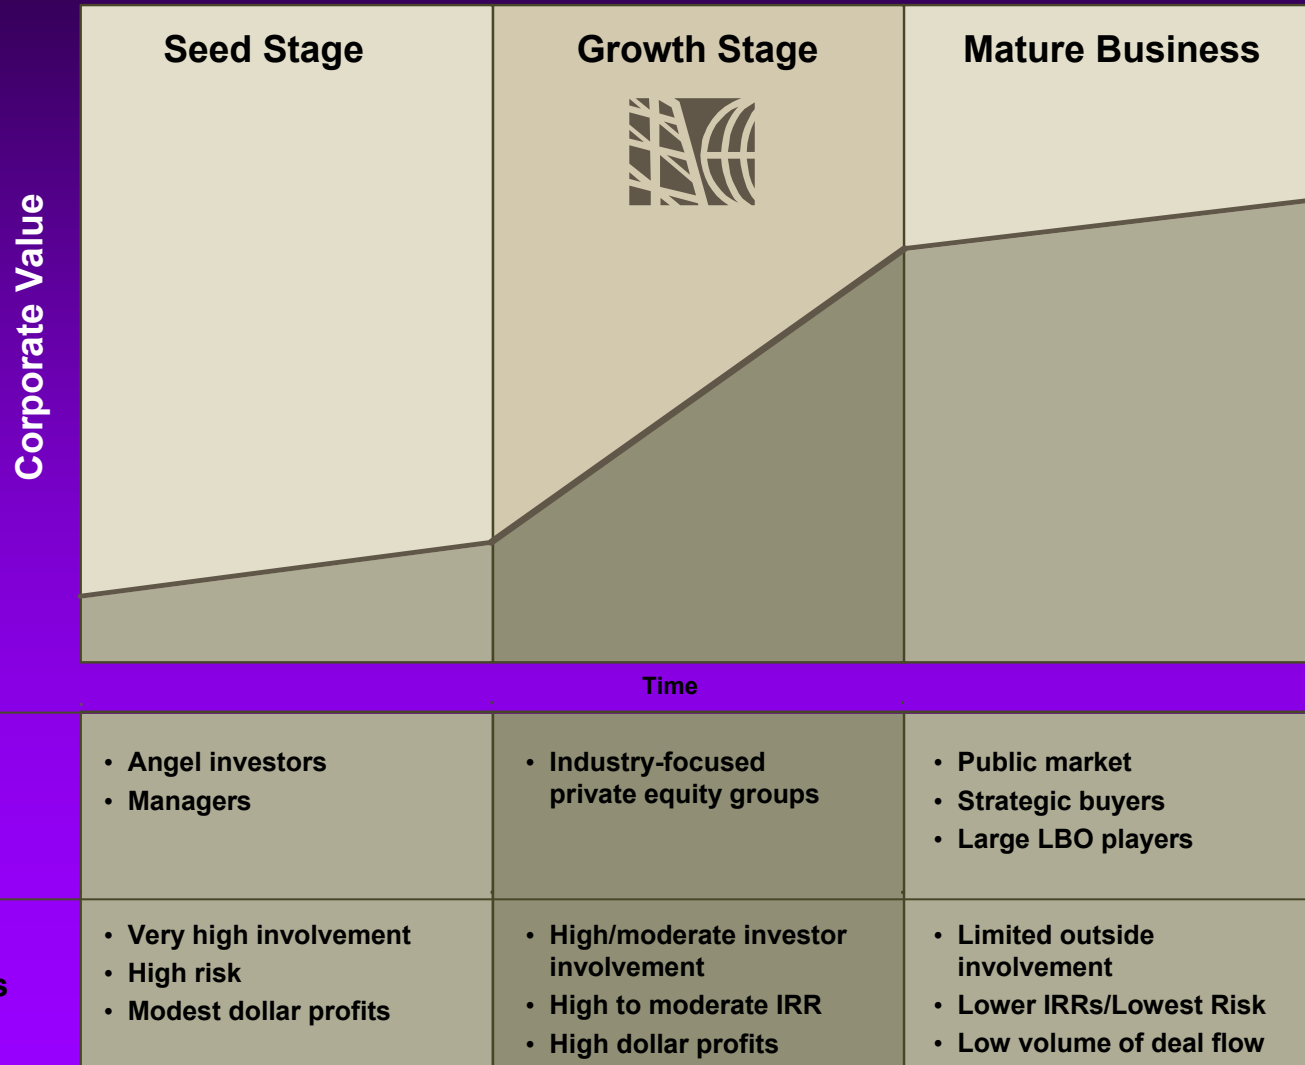 Seed Stage
Growth Stage
Mature Business
Corporate Value
Time
• Angel investors
• Managers
• Industry-focused
private equity groups
• Public market
• Strategic buyers
• Large LBO players
• Very high involvement
• High risk
• Modest dollar profits
• High/moderate investor
involvement
• High to moderate IRR
• High dollar profits
• Limited outside
involvement
• Lower IRRs/Lowest Risk
• Low volume of deal flow